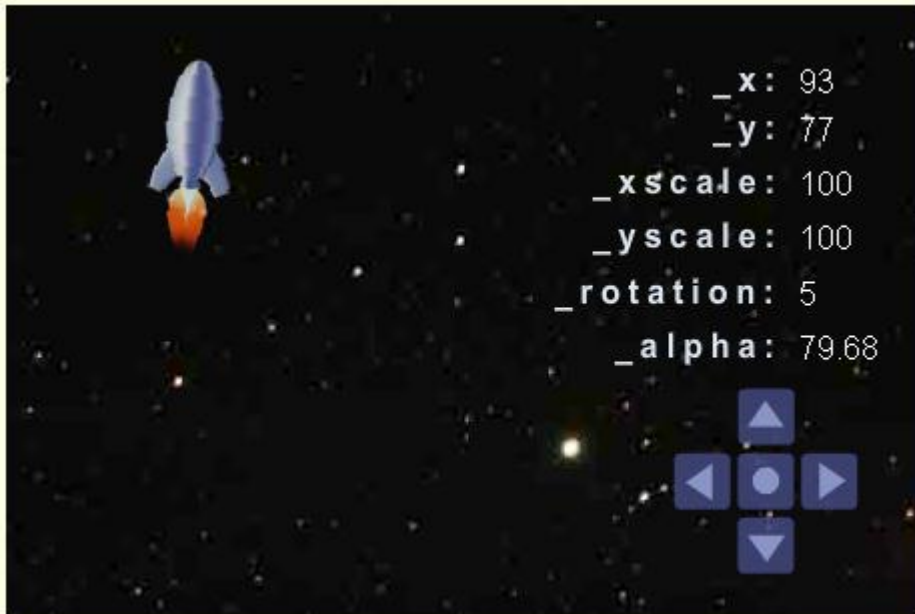 _x: 93
_y: 77
_xscale: 100
_yscale: 100
_rotation: 5
_alpha: 79.68